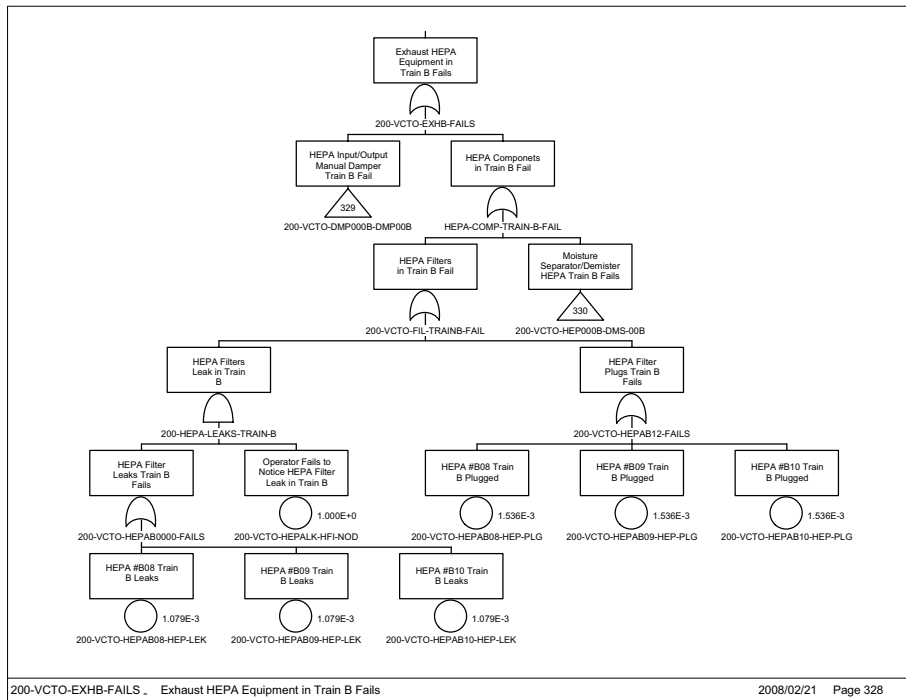 Exhaust HEPA
Equipment in
Train B Fails
200-VCTO-EXHB-FAILS
HEPA Input/Output
Manual Damper
Train B Fail
329
200-VCTO-DMP000B-DMP00B
HEPA Componets
in Train B Fail
HEPA-COMP-TRAIN-B-FAIL
HEPA Filters
in Train B Fail
200-VCTO-FIL-TRAINB-FAIL
Moisture
Separator/Demister
HEPA Train B Fails
330
200-VCTO-HEP000B-DMS-00B
HEPA Filters
Leak in Train
B
200-HEPA-LEAKS-TRAIN-B
HEPA Filter
Plugs Train B
Fails
200-VCTO-HEPAB12-FAILS
HEPA Filter
Leaks Train B
Fails
200-VCTO-HEPAB0000-FAILS
Operator Fails to
Notice HEPA Filter
Leak in Train B
1.000E+0
200-VCTO-HEPALK-HFI-NOD
HEPA #B08 Train
B Plugged
1.536E-3
200-VCTO-HEPAB08-HEP-PLG
HEPA #B09 Train
B Plugged
1.536E-3
200-VCTO-HEPAB09-HEP-PLG
HEPA #B10 Train
B Plugged
1.536E-3
200-VCTO-HEPAB10-HEP-PLG
HEPA #B08 Train
B Leaks
1.079E-3
200-VCTO-HEPAB08-HEP-LEK
HEPA #B09 Train
B Leaks
1.079E-3
200-VCTO-HEPAB09-HEP-LEK
HEPA #B10 Train
B Leaks
1.079E-3
200-VCTO-HEPAB10-HEP-LEK
200-VCTO-EXHB-FAILS - Exhaust HEPA Equipment in Train B Fails
2008/02/21 Page 328